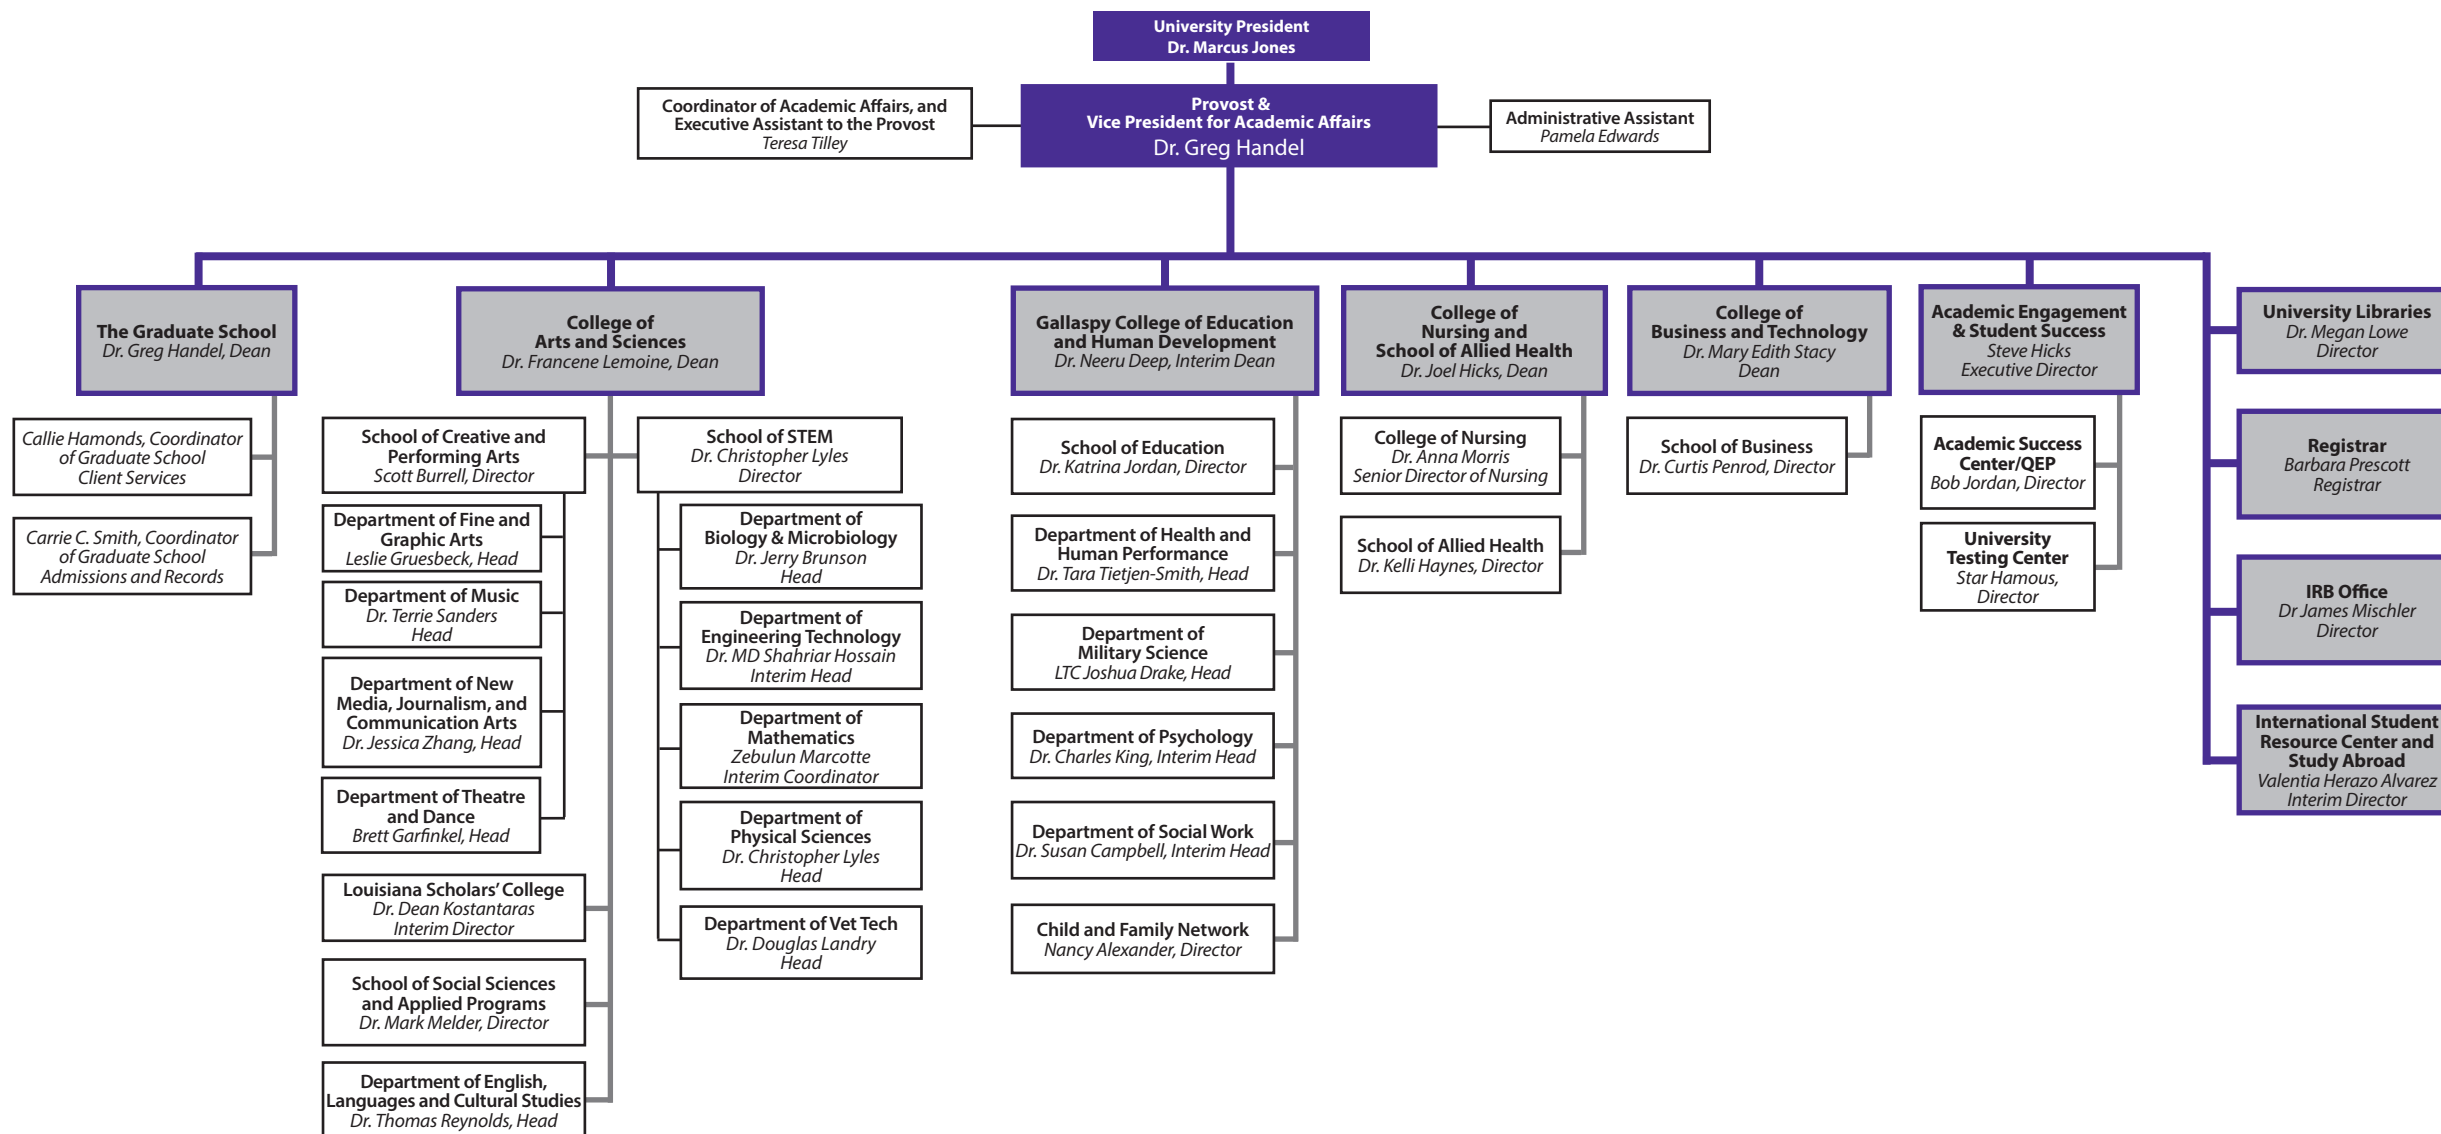 University President
Dr. Marcus Jones
Coordinator of Academic Affairs, and
Executive Assistant to the Provost
Teresa Tilley
Provost &
Vice President for Academic Affairs
Dr. Greg Handel
Administrative Assistant
Pamela Edwards
The Graduate School
Dr. Greg Handel, Dean
Callie Hamonds, Coordinator
of Graduate School
Client Services
Carrie C. Smith, Coordinator
of Graduate School
Admissions and Records
College of
Arts and Sciences
Dr. Francene Lemoine, Dean
School of Creative and
Performing Arts
Scott Burrell, Director
Department of Fine and
Graphic Arts
Leslie Gruesbeck, Head
Department of Music
Dr. Terrie Sanders
Head
Department of New
Media, Journalism, and
Communication Arts
Dr. Jessica Zhang, Head
Department of Theatre
and Dance
Brett Garfinkel, Head
Louisiana Scholars’ College
Dr. Dean Kostantaras
Interim Director
School of Social Sciences
and Applied Programs
Dr. Mark Melder, Director
Department of English,
Languages and Cultural Studies
Dr. Thomas Reynolds, Head
School of STEM
Dr. Christopher Lyles
Director
Department of
Biology & Microbiology
Dr. Jerry Brunson
Head
Department of
Engineering Technology
Dr. MD Shahriar Hossain
Interim Head
Department of
Mathematics
Zebulun Marcotte
Interim Coordinator
Department of
Physical Sciences
Dr. Christopher Lyles
Head
Department of Vet Tech
Dr. Douglas Landry
Head
Gallaspy College of Education
and Human Development
Dr. Neeru Deep, Interim Dean
School of Education
Dr. Katrina Jordan, Director
Department of Health and
Human Performance
Dr. Tara Tietjen-Smith, Head
Department of
Military Science
LTC Joshua Drake, Head
Department of Psychology
Dr. Charles King, Interim Head
Department of Social Work
Dr. Susan Campbell, Interim Head
Child and Family Network
Nancy Alexander, Director
College of
Nursing and
School of Allied Health
Dr. Joel Hicks, Dean
College of Nursing
Dr. Anna Morris
Senior Director of Nursing
School of Allied Health
Dr. Kelli Haynes, Director
College of
Business and Technology
Dr. Mary Edith Stacy
Dean
School of Business
Dr. Curtis Penrod, Director
Academic Engagement
& Student Success
Steve Hicks
Executive Director
Academic Success
Center/QEP
Bob Jordan, Director
University
Testing Center
Star Hamous,
Director
University Libraries
Dr. Megan Lowe
Director
Registrar
Barbara Prescott
Registrar
IRB Office
Dr James Mischler
Director
International Student
Resource Center and
Study Abroad
Valentia Herazo Alvarez
Interim Director